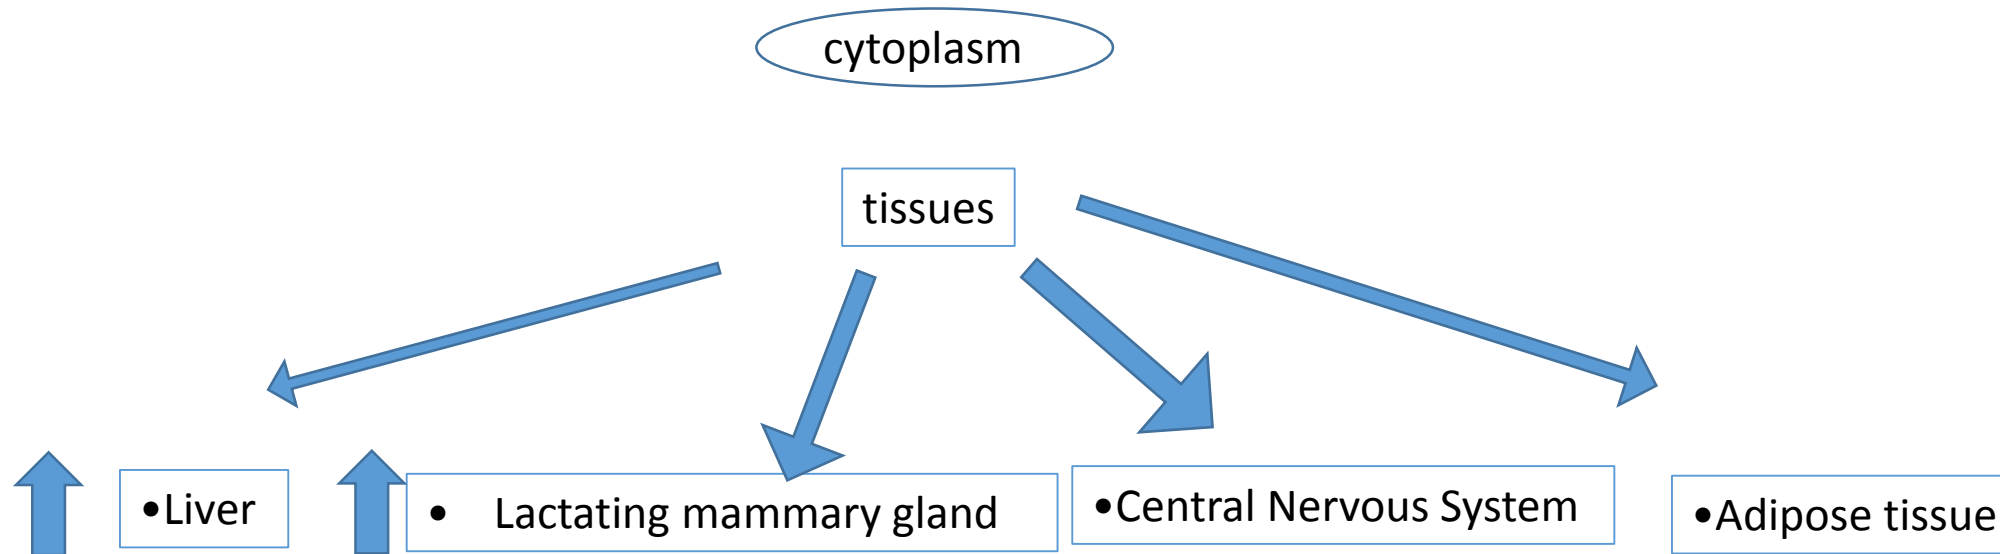 cytoplasm
tissues
•Liver
• Lactating mammary gland
•Central Nervous System
•Adipose tissue